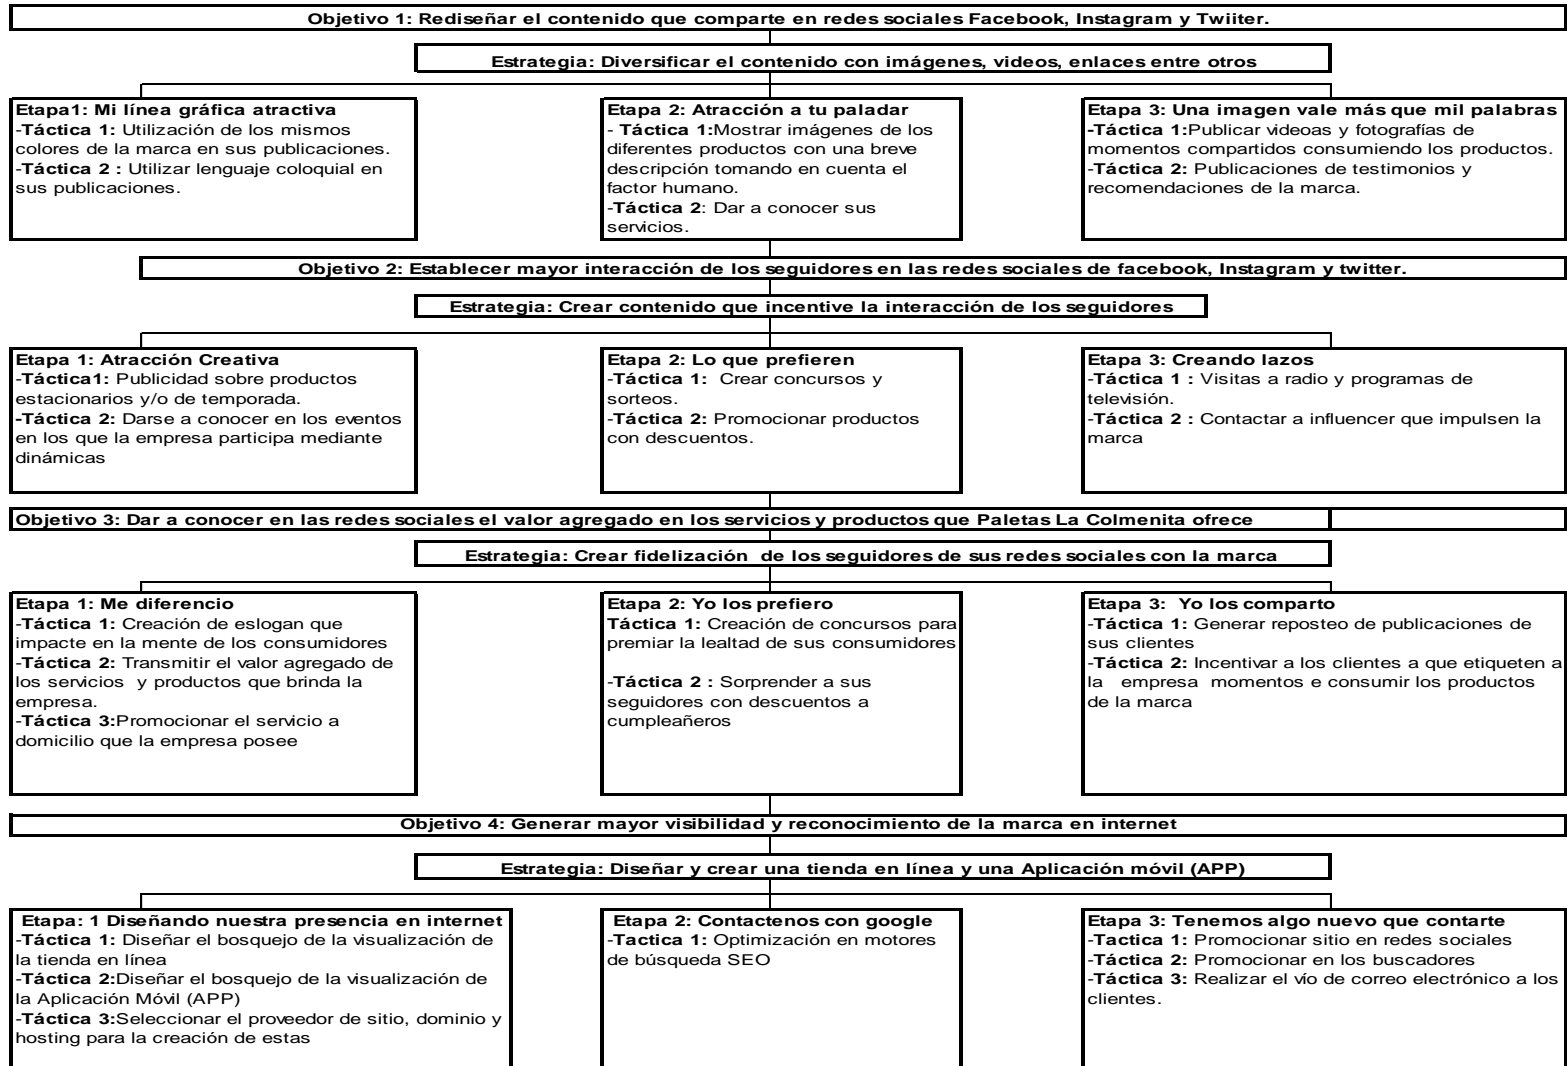 Objetivo 1: Rediseñar el contenido que comparte en redes sociales Facebook, Instagram y Twiiter.
Estrategia: Diversificar el contenido con imágenes, videos, enlaces entre otros
Etapa1: Mi línea gráfica atractiva
-Táctica 1: Utilización de los mismos
colores de la marca en sus publicaciones.
-Táctica 2 : Utilizar lenguaje coloquial en
sus publicaciones.
Etapa 2: Atracción a tu paladar
- Táctica 1:Mostrar imágenes de los
diferentes productos con una breve
descripción tomando en cuenta el
factor humano.
-Táctica 2: Dar a conocer sus
servicios.
Etapa 3: Una imagen vale más que mil palabras
-Táctica 1:Publicar videoas y fotografías de
momentos compartidos consumiendo los productos.
-Táctica 2: Publicaciones de testimonios y
recomendaciones de la marca.
Objetivo 2: Establecer mayor interacción de los seguidores en las redes sociales de facebook, Instagram y twitter.
Estrategia: Crear contenido que incentive la interacción de los seguidores
Etapa 1: Atracción Creativa
-Táctica1: Publicidad sobre productos
estacionarios y/o de temporada.
-Táctica 2: Darse a conocer en los eventos
en los que la empresa participa mediante
dinámicas
Etapa 2: Lo que prefieren
-Táctica 1: Crear concursos y
sorteos.
-Táctica 2: Promocionar productos
con descuentos.
Etapa 3: Creando lazos
-Táctica 1 : Visitas a radio y programas de
televisión.
-Táctica 2 : Contactar a influencer que impulsen la
marca
Objetivo 3: Dar a conocer en las redes sociales el valor agregado en los servicios y productos que Paletas La Colmenita ofrece
Estrategia: Crear fidelización de los seguidores de sus redes sociales con la marca
Etapa 1: Me diferencio
-Táctica 1: Creación de eslogan que
impacte en la mente de los consumidores
-Táctica 2: Transmitir el valor agregado de
los servicios y productos que brinda la
empresa.
-Táctica 3:Promocionar el servicio a
domicilio que la empresa posee
Etapa 2: Yo los prefiero
Táctica 1: Creación de concursos para
premiar la lealtad de sus consumidores
-Táctica 2 : Sorprender a sus
seguidores con descuentos a
cumpleañeros
Etapa 3: Yo los comparto
-Táctica 1: Generar reposteo de publicaciones de
sus clientes
-Táctica 2: Incentivar a los clientes a que etiqueten a
la empresa momentos e consumir los productos
de la marca
Objetivo 4: Generar mayor visibilidad y reconocimiento de la marca en internet
Estrategia: Diseñar y crear una tienda en línea y una Aplicación móvil (APP)
Etapa: 1 Diseñando nuestra presencia en internet
-Táctica 1: Diseñar el bosquejo de la visualización de
la tienda en línea
-Táctica 2:Diseñar el bosquejo de la visualización de
la Aplicación Móvil (APP)
-Táctica 3:Seleccionar el proveedor de sitio, dominio y
hosting para la creación de estas
Etapa 2: Contactenos con google
-Tactica 1: Optimización en motores
de búsqueda SEO
Etapa 3: Tenemos algo nuevo que contarte
-Tactica 1: Promocionar sitio en redes sociales
-Táctica 2: Promocionar en los buscadores
-Táctica 3: Realizar el vío de correo electrónico a los
clientes.